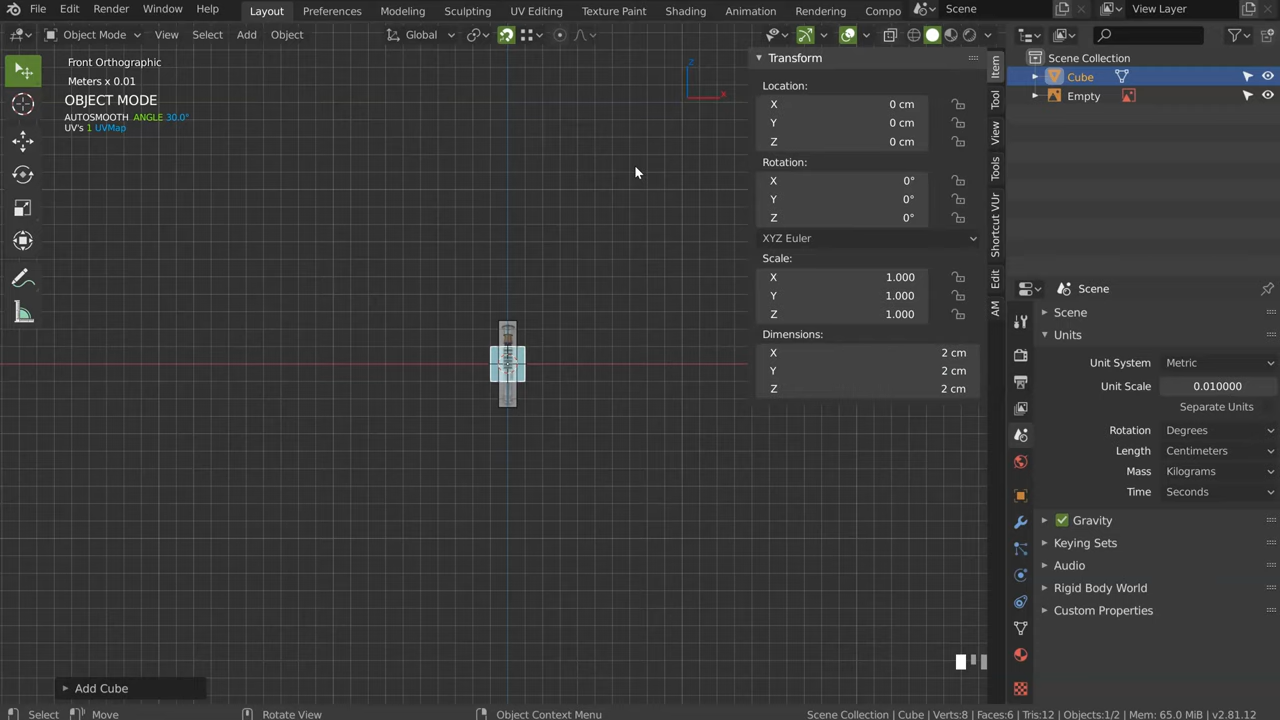 File Edit Render Window Help Layout Preferences Modeling Sculpting UV Editing Texture Paint Shading Animation Rendering Compo Scene View Layer
Object Mode View Select Add Object Global
Front Orthographic
Meters x 0.01
OBJECT MODE
AUTOSMOOTH ANGLE 30.0°
UV's 1 UVMap
Z
X
Transform
Location:
X 0 cm
Y 0 cm
Z 0 cm
Rotation:
X 0°
Y 0°
Z 0°
XYZ Euler
Scale:
X 1.000
Y 1.000
Z 1.000
Dimensions:
X 2 cm
Y 2 cm
Z 2 cm
Item
Tool
View
Tools
Shortcut VUr
Edit
AM
Scene Collection
Cube
Empty
Scene
Scene
Units
Unit System Metric
Unit Scale 0.010000
Separate Units
Rotation Degrees
Length Centimeters
Mass Kilograms
Time Seconds
Gravity
Keying Sets
Audio
Rigid Body World
Custom Properties
Add Cube
Select Move Rotate View Object Context Menu Scene Collection | Cube | Verts:8 | Faces:6 | Tris:12 | Objects:1/2 | Mem: 65.0 MiB | v2.81.12